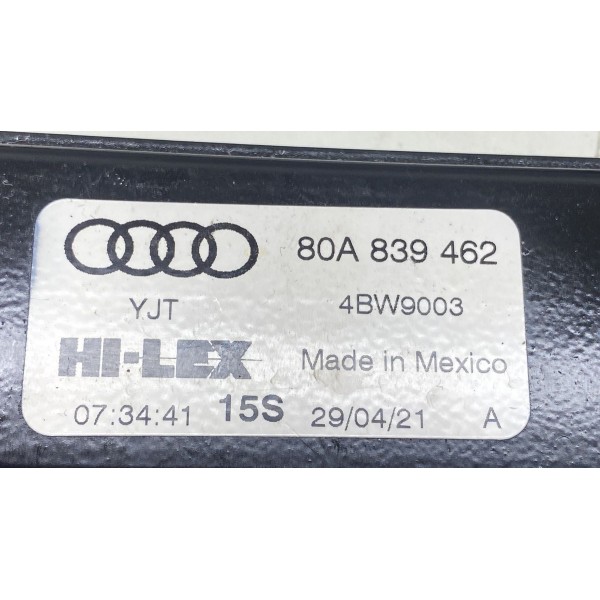 80A 839 462
YJT 4BW9003
HI-LEX Made in Mexico
07:34:41 15S 29/04/21 A